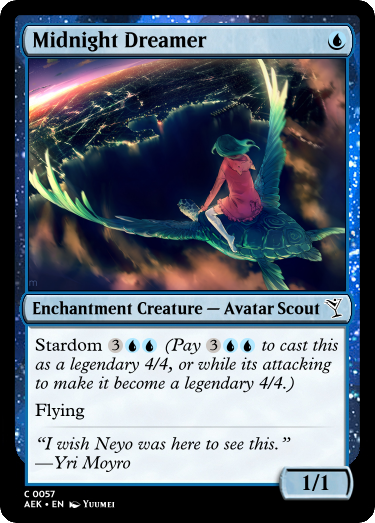 Midnight Dreamer
Enchantment Creature — Avatar Scout
Stardom 3 (Pay 3 to cast this
as a legendary 4/4, or while its attacking
to make it become a legendary 4/4.)
Flying
“I wish Neyo was here to see this.”
—Yri Moyro
1/1
C 0057
AEK • EN Yuumei